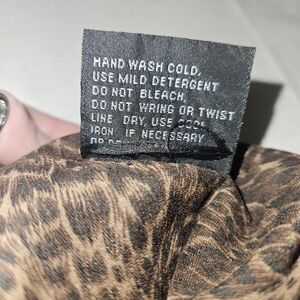 HAND WASH COLD,
USE MILD DETERGENT
DO NOT BLEACH,
DO NOT WRING OR TWIST
LINE DRY, USE COOL
IRON IF NECESSARY
OR